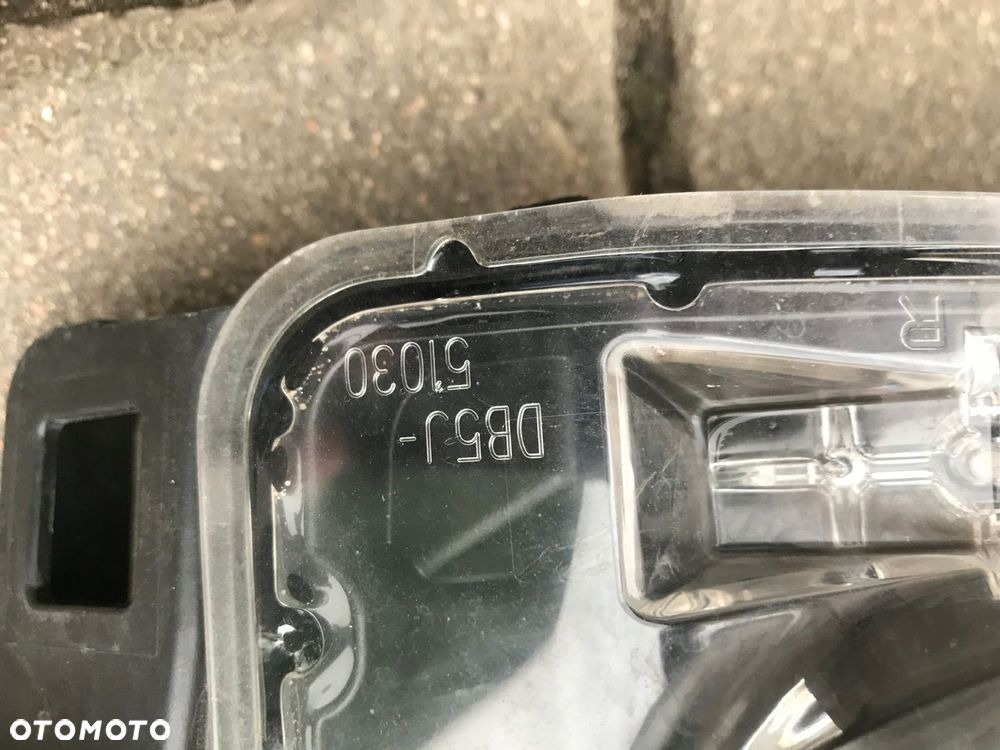 DB5J-
51030
R
OTOMOTO